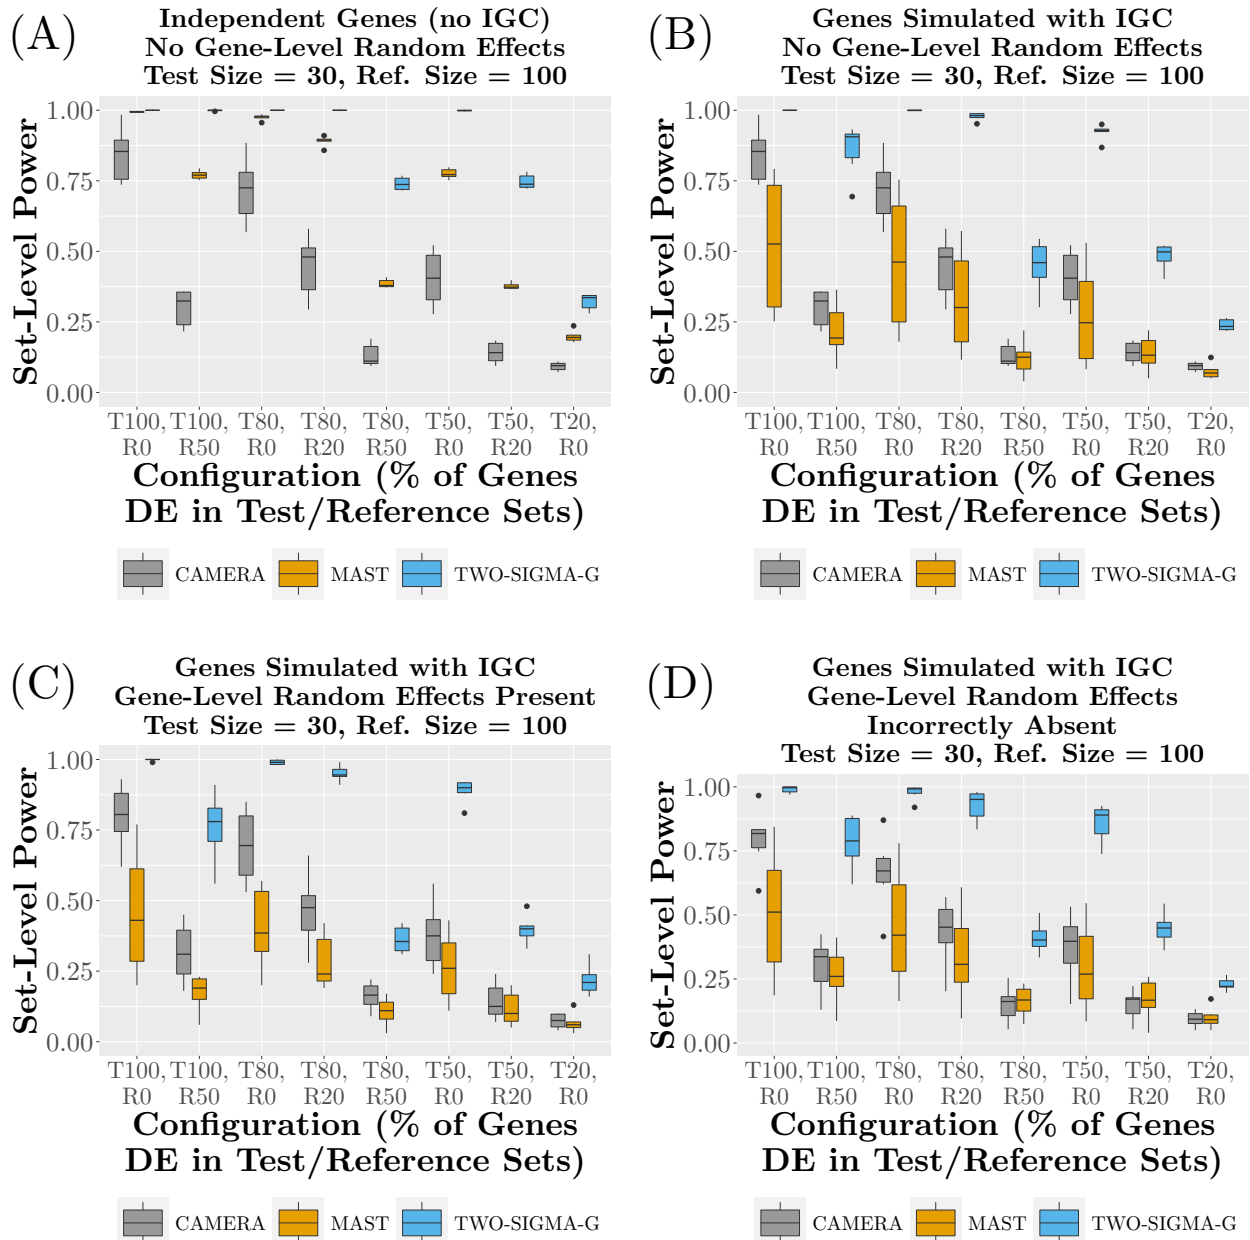 (A)
Independent Genes (no IGC)
No Gene-Level Random Effects
Test Size = 30, Ref. Size = 100
Set-Level Power
1.00
0.75
0.50
0.25
0.00
T100, T100, T80, T80, T80, T50, T50, T20,
R0 R50 R0 R20 R50 R0 R20 R0
Configuration (% of Genes
DE in Test/Reference Sets)
CAMERA MAST TWO-SIGMA-G
(B)
Genes Simulated with IGC
No Gene-Level Random Effects
Test Size = 30, Ref. Size = 100
Set-Level Power
1.00
0.75
0.50
0.25
0.00
T100, T100, T80, T80, T80, T50, T50, T20,
R0 R50 R0 R20 R50 R0 R20 R0
Configuration (% of Genes
DE in Test/Reference Sets)
CAMERA MAST TWO-SIGMA-G
(C)
Genes Simulated with IGC
Gene-Level Random Effects Present
Test Size = 30, Ref. Size = 100
Set-Level Power
1.00
0.75
0.50
0.25
0.00
T100, T100, T80, T80, T80, T50, T50, T20,
R0 R50 R0 R20 R50 R0 R20 R0
Configuration (% of Genes
DE in Test/Reference Sets)
CAMERA MAST TWO-SIGMA-G
(D)
Genes Simulated with IGC
Gene-Level Random Effects
Incorrectly Absent
Test Size = 30, Ref. Size = 100
Set-Level Power
1.00
0.75
0.50
0.25
0.00
T100, T100, T80, T80, T80, T50, T50, T20,
R0 R50 R0 R20 R50 R0 R20 R0
Configuration (% of Genes
DE in Test/Reference Sets)
CAMERA MAST TWO-SIGMA-G